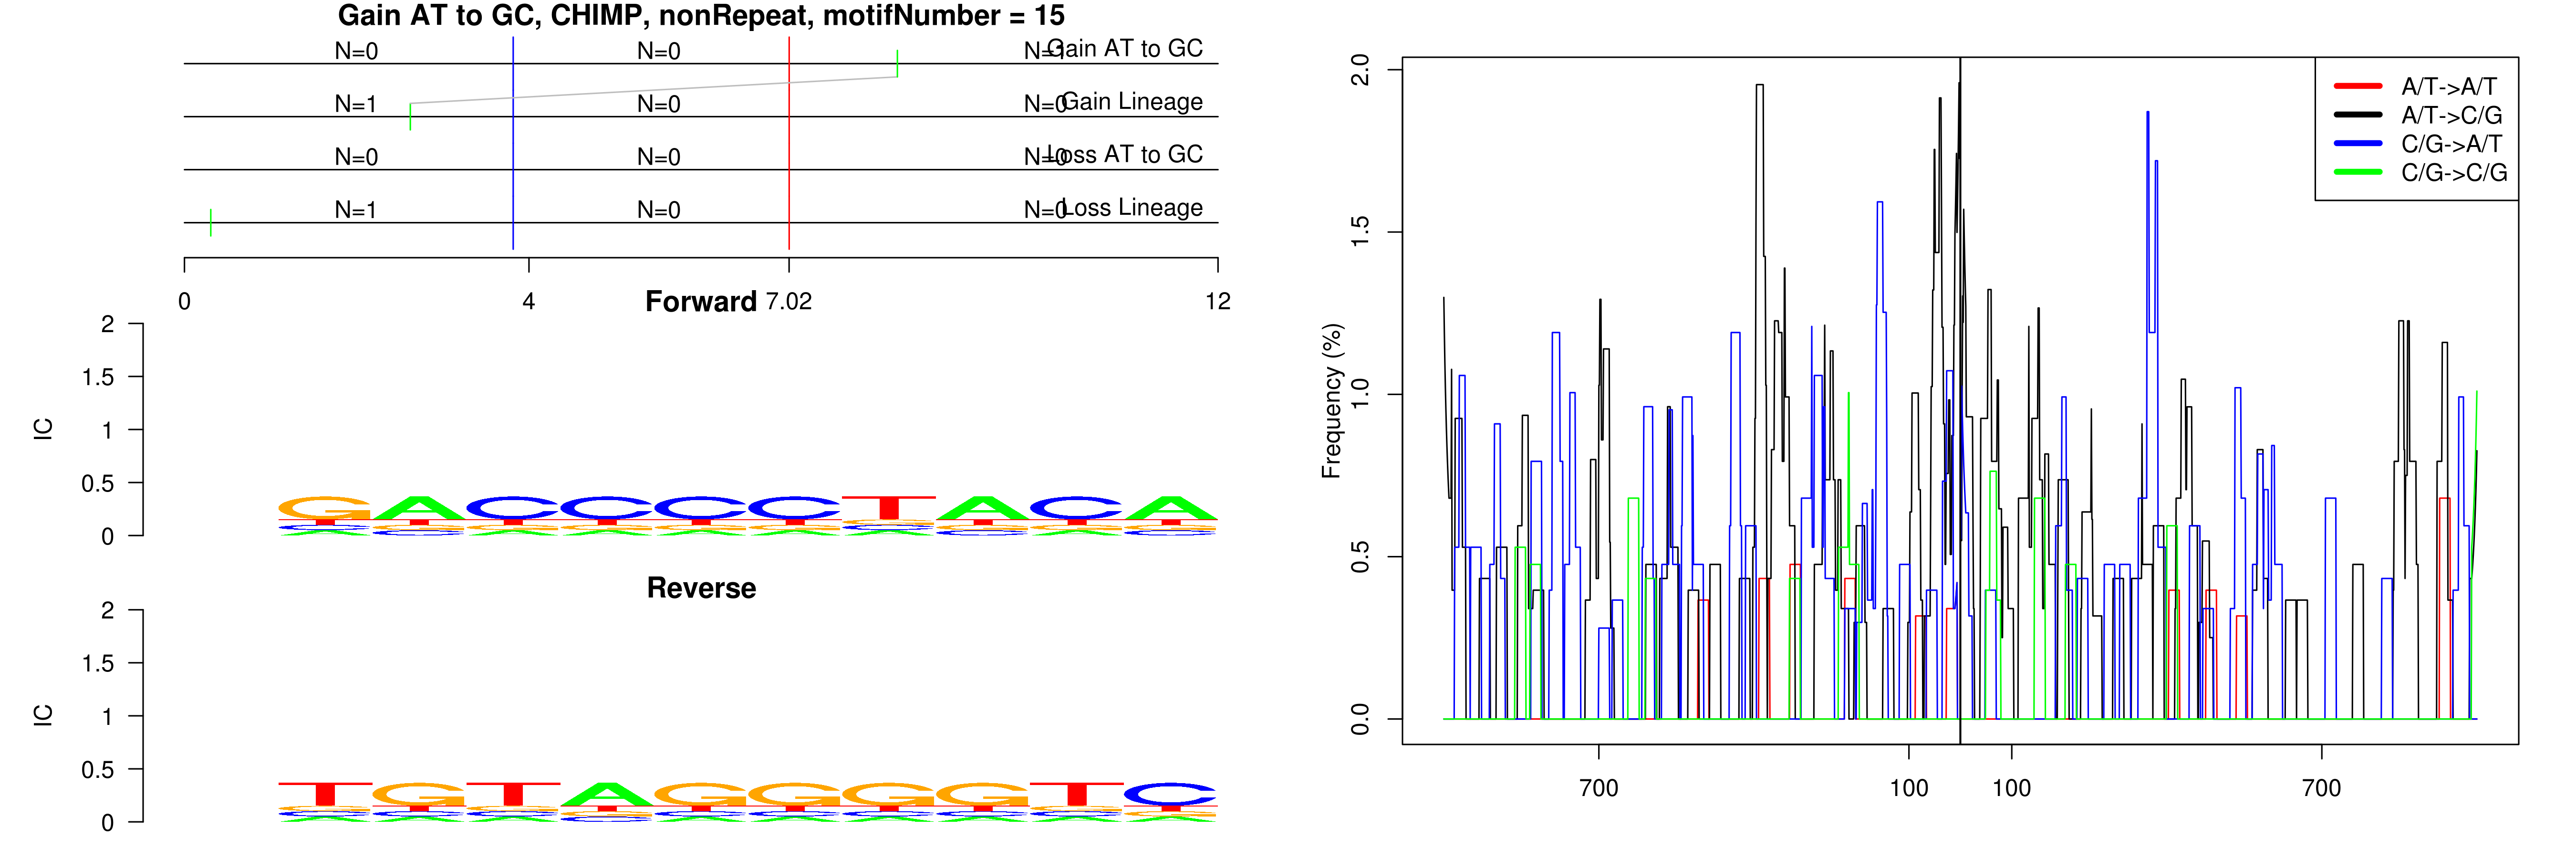 Gain AT to GC, CHIMP, nonRepeat, motifNumber = 15
N=0 N=0 N=1 Gain AT to GC
N=1 N=0 N=0 Gain Lineage
N=0 N=0 N=0 Loss AT to GC
N=1 N=0 N=0 Loss Lineage
0 4 7.02 12
Forward
2
1.5
1
0.5
0
IC
GACCCCTACA
Reverse
2
1.5
1
0.5
0
IC
TGTAGGGGTC
2.0
1.5
1.0
0.5
0.0
Frequency (%)
A/T->A/T
A/T->C/G
C/G->A/T
C/G->C/G
700 100 100 700